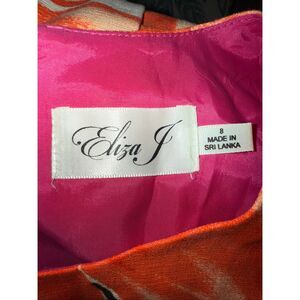 Eliza J
8
MADE IN
SRI LANKA